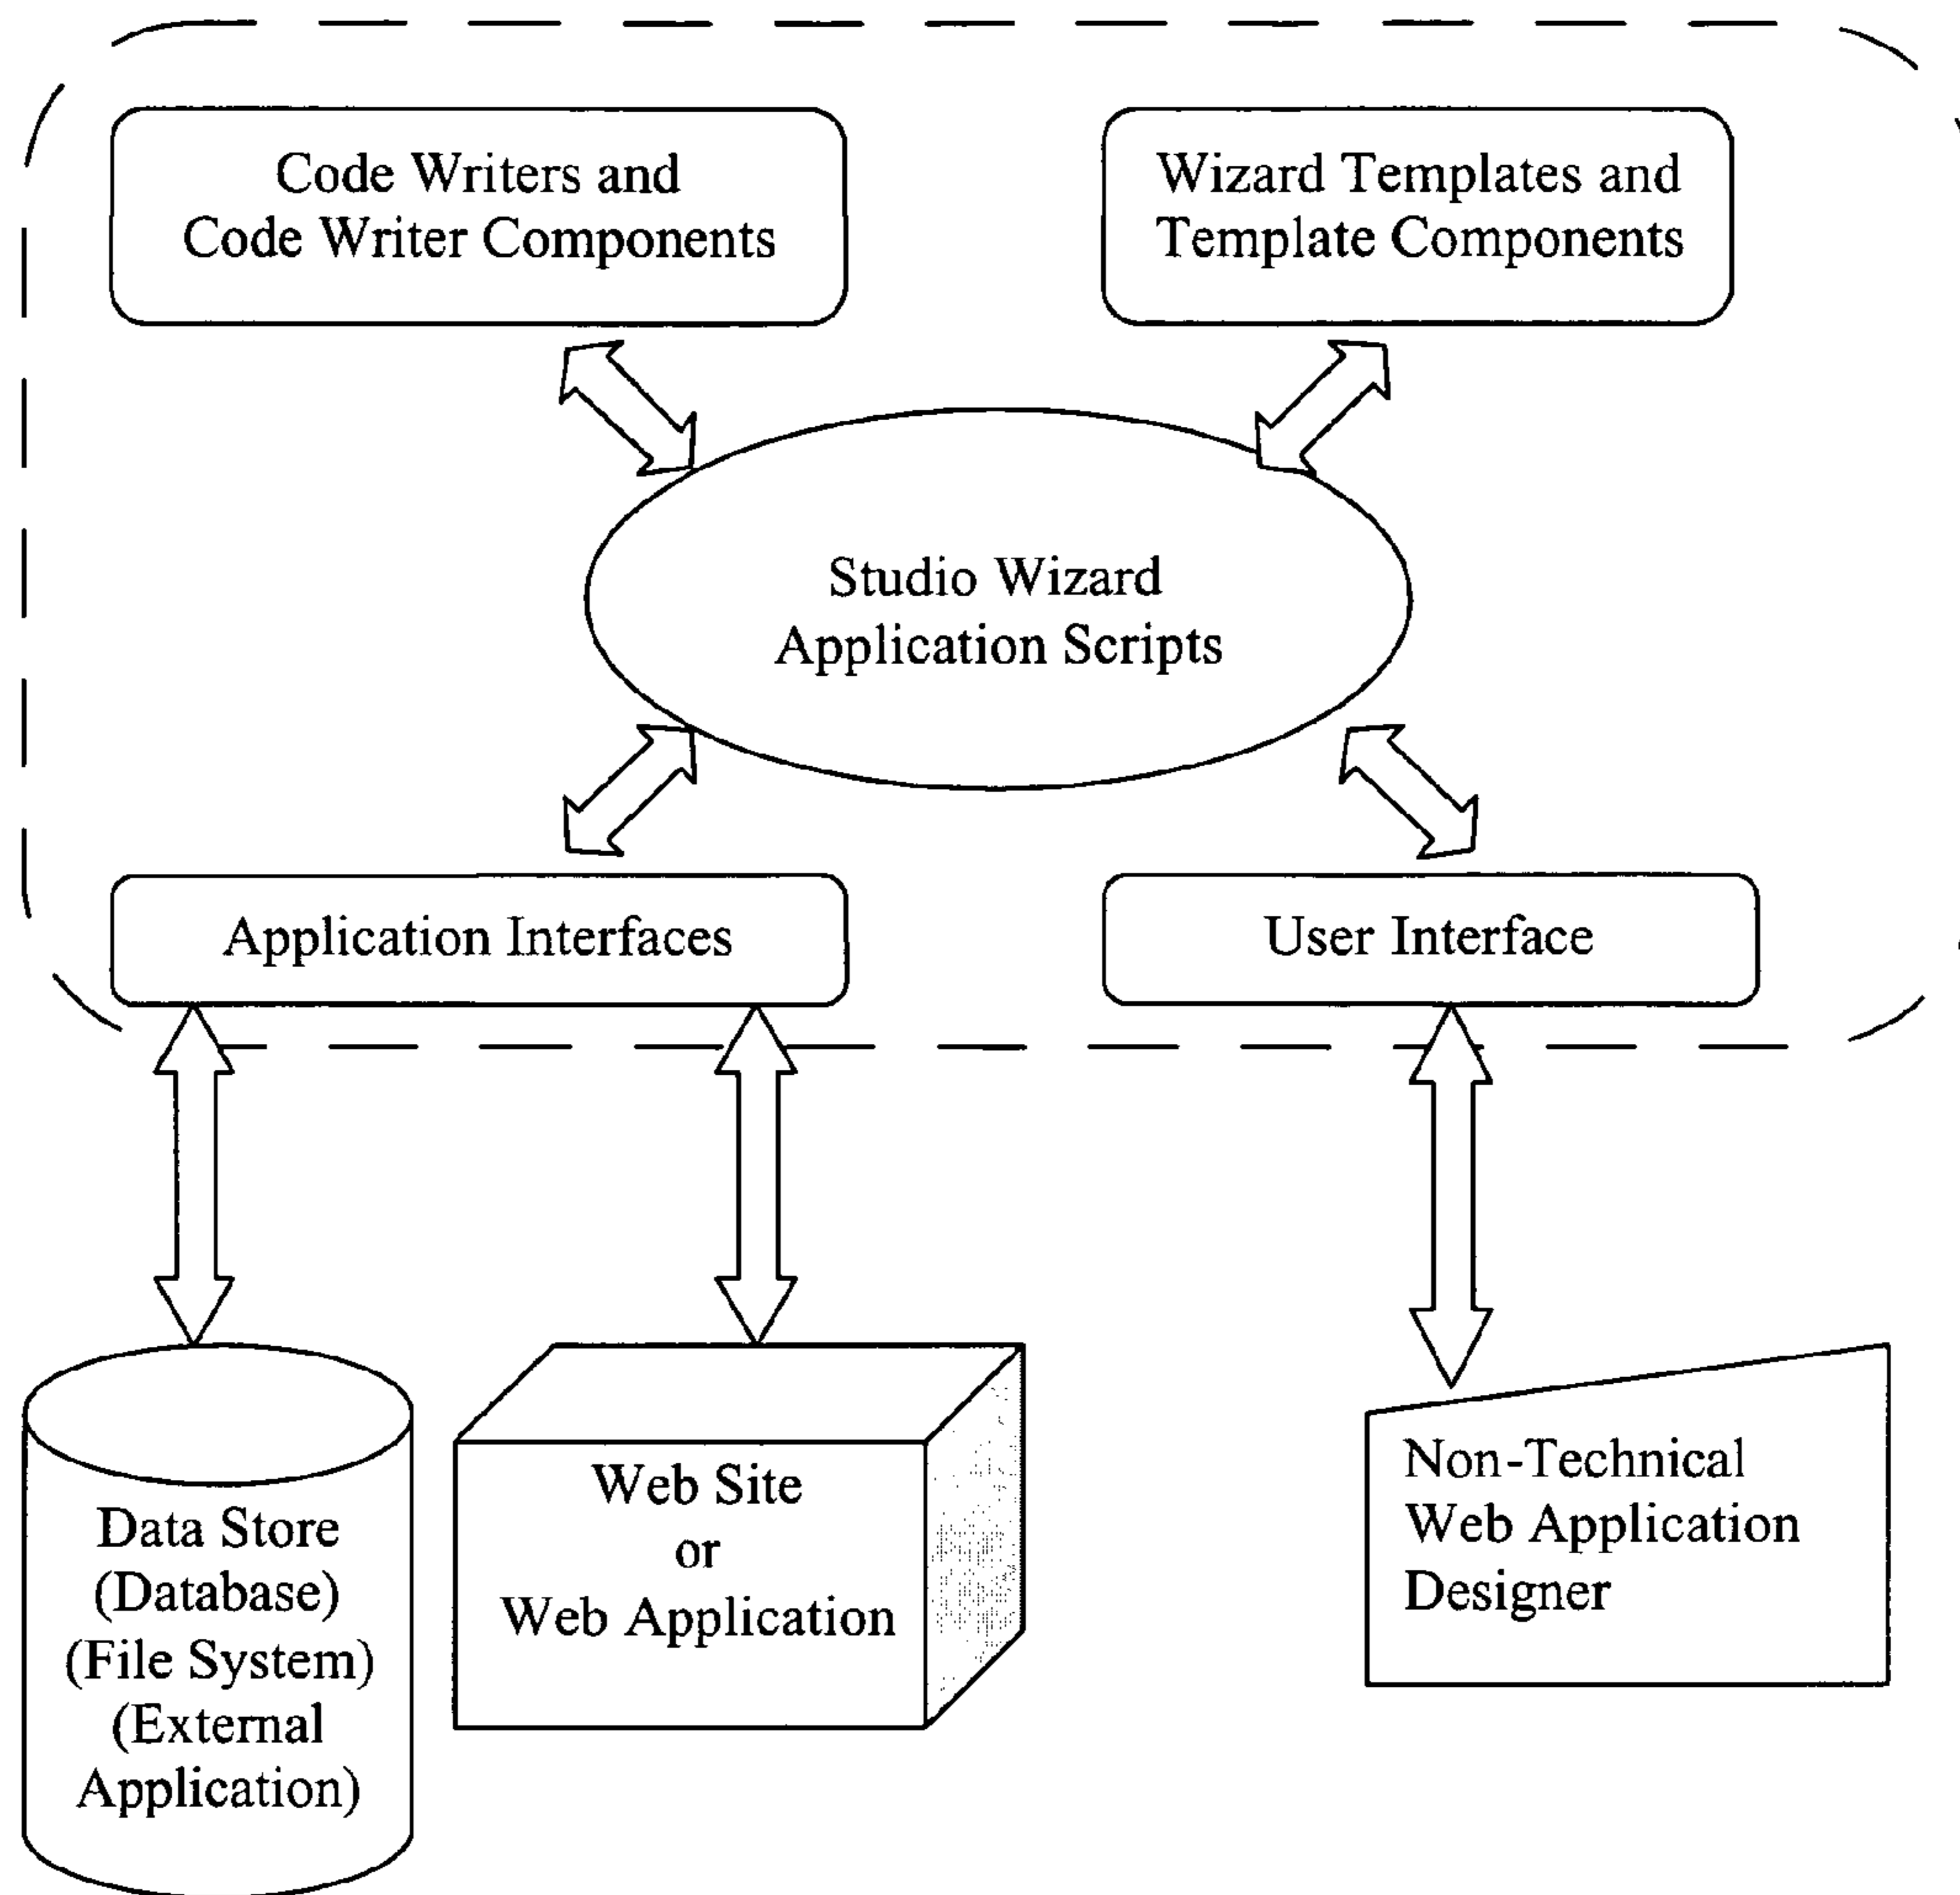 Code Writers and
Code Writer Components
Wizard Templates and
Template Components
Studio Wizard
Application Scripts
Application Interfaces
User Interface
Data Store
(Database)
(File System)
(External
Application)
Web Site
or
Web Application
Non-Technical
Web Application
Designer